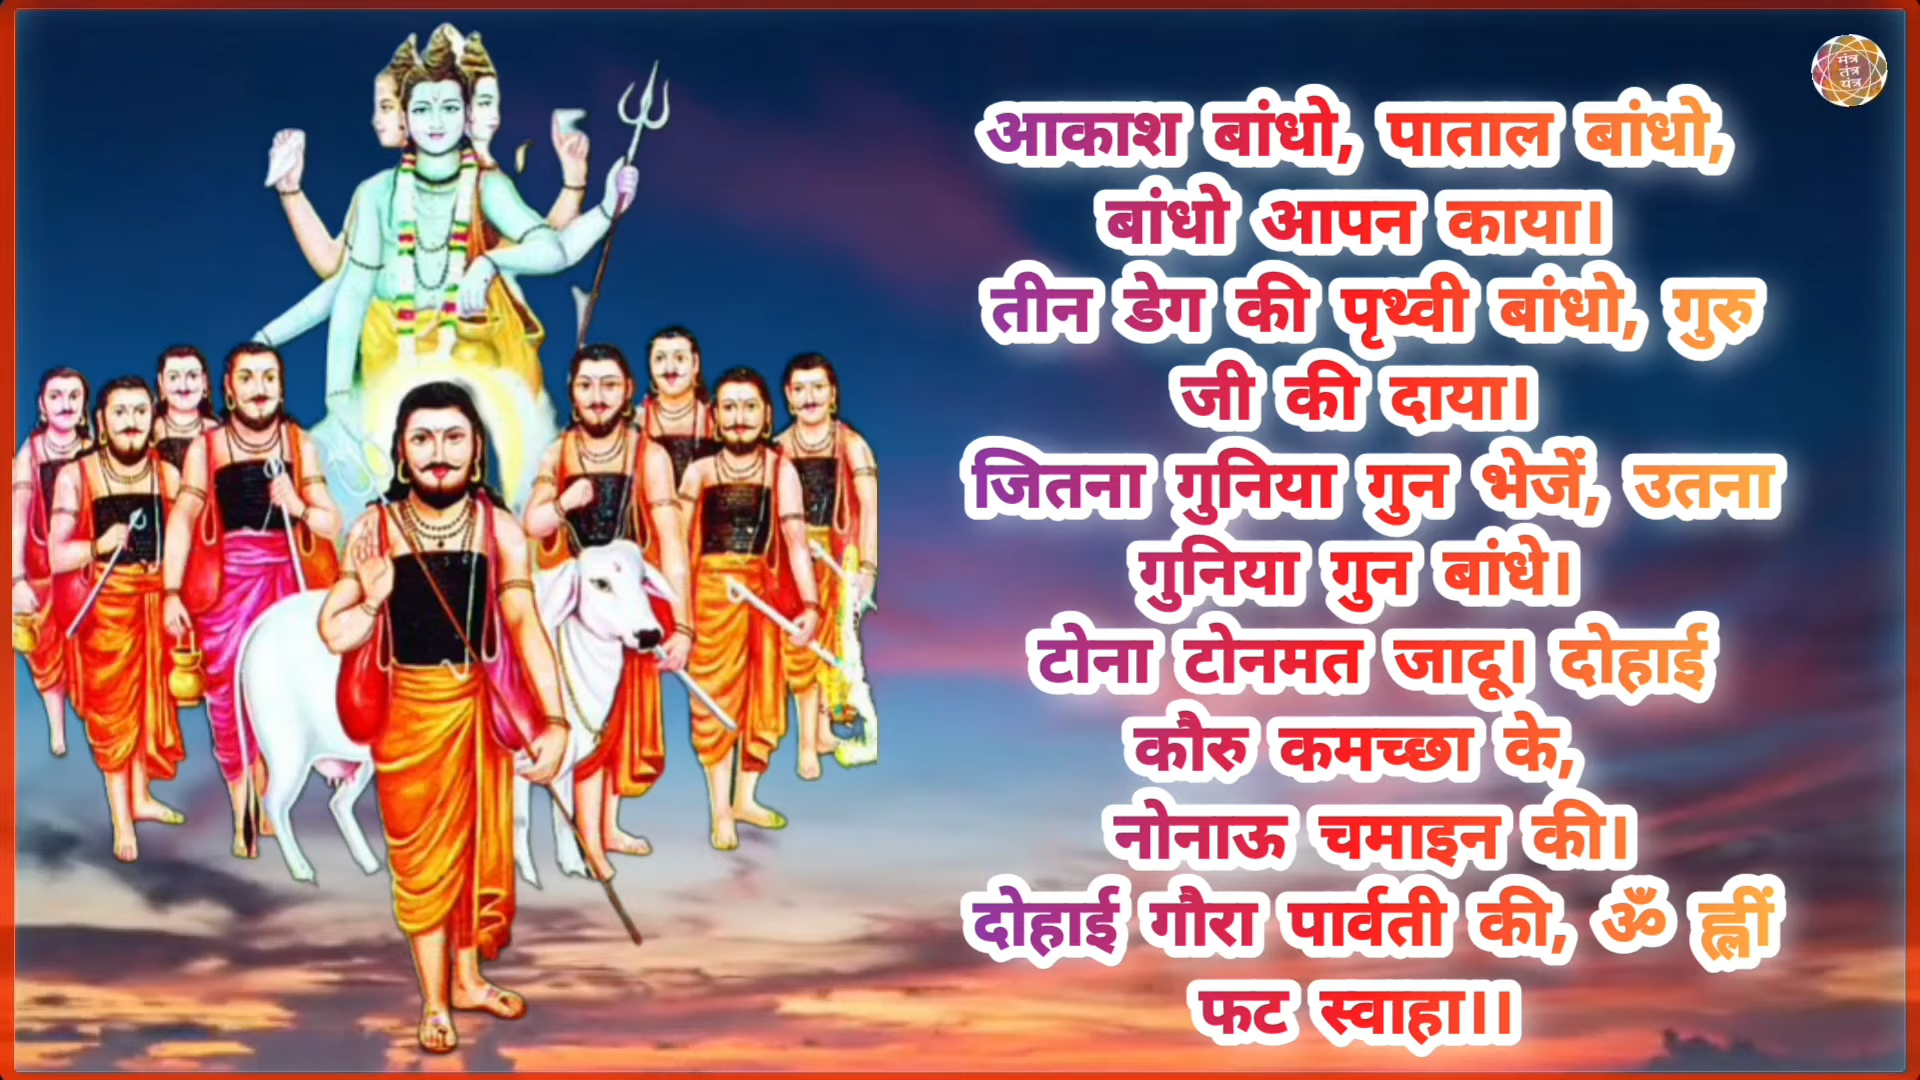 मंत्र
तंत्र
यंत्र
आकाश बांधो, पाताल बांधो,
बांधो आपन काया।
तीन डेग की पृथ्वी बांधो, गुरु
जी की दाया।
जितना गुनिया गुन भेजें, उतना
गुनिया गुन बांधे।
टोना टोनमत जादू। दोहाई
कौरु कमच्छा के,
नोनाऊ चमाइन की।
दोहाई गौरा पार्वती की, ॐ ह्लीं
फट स्वाहा।।